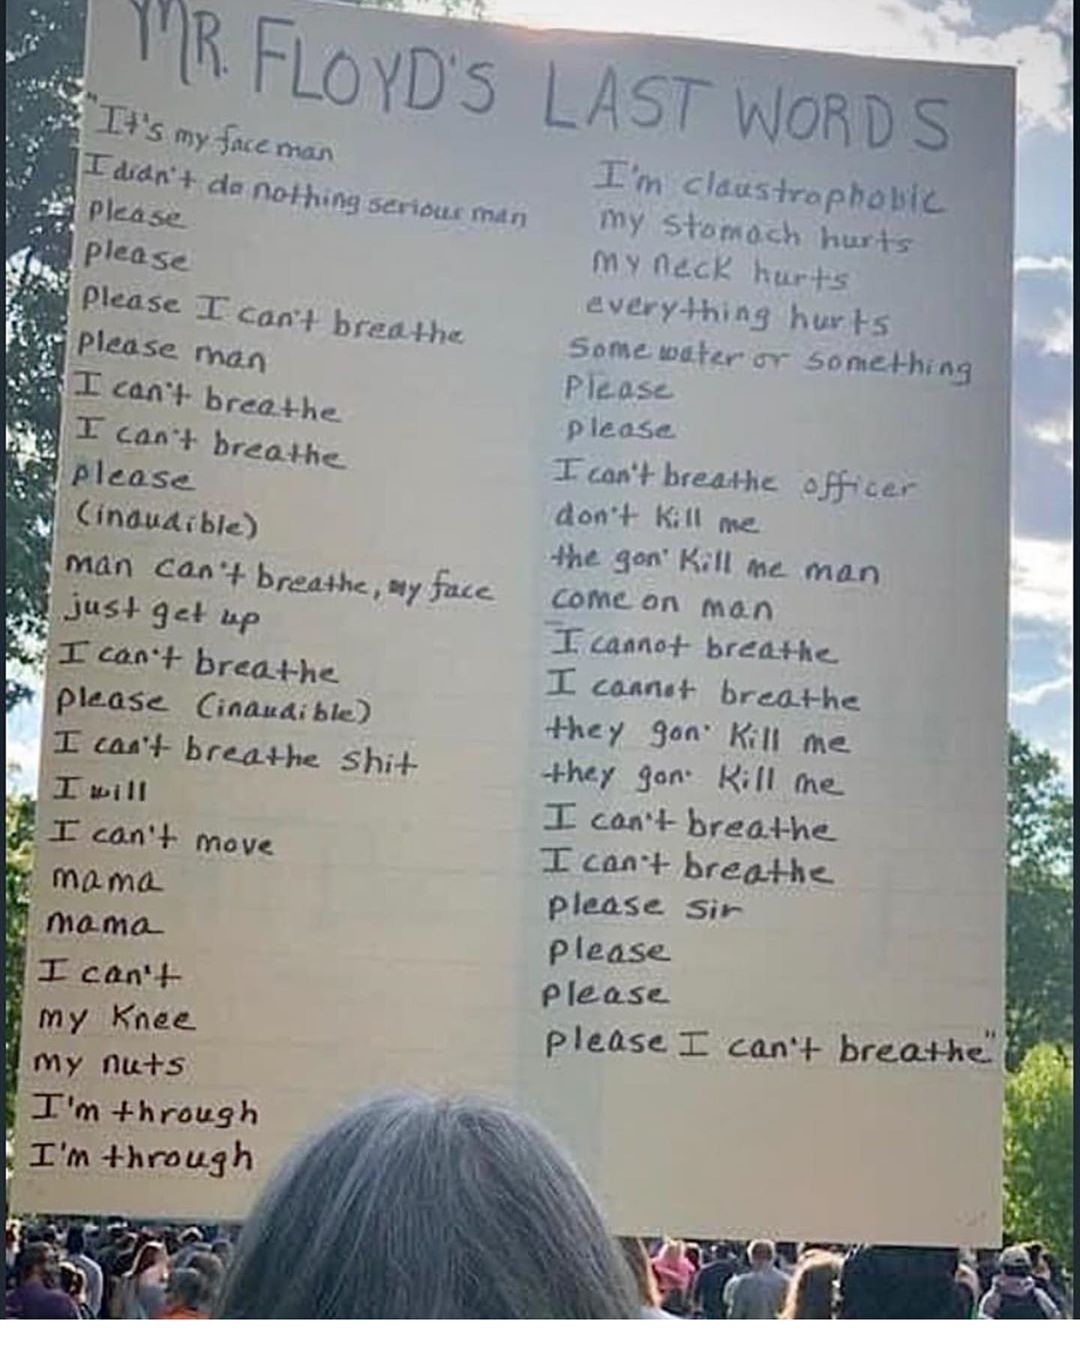 MR. FLOYD'S LAST WORDS
"It's my face man
I didn't do nothing serious man
please
please
please I can't breathe
please man
I can't breathe
I can't breathe
please
(inaudible)
man can't breathe, my face
just get up
I can't breathe
please (inaudible)
I can't breathe shit
I will
I can't move
mama
mama
I can't
my knee
my nuts
I'm through
I'm through
I'm claustrophobic
my stomach hurts
my neck hurts
everything hurts
some water or something
Please
please
I can't breathe officer
don't kill me
the gon' kill me man
come on man
I cannot breathe
I cannot breathe
they gon' kill me
they gon' kill me
I can't breathe
I can't breathe
please sir
please
please
please I can't breathe"